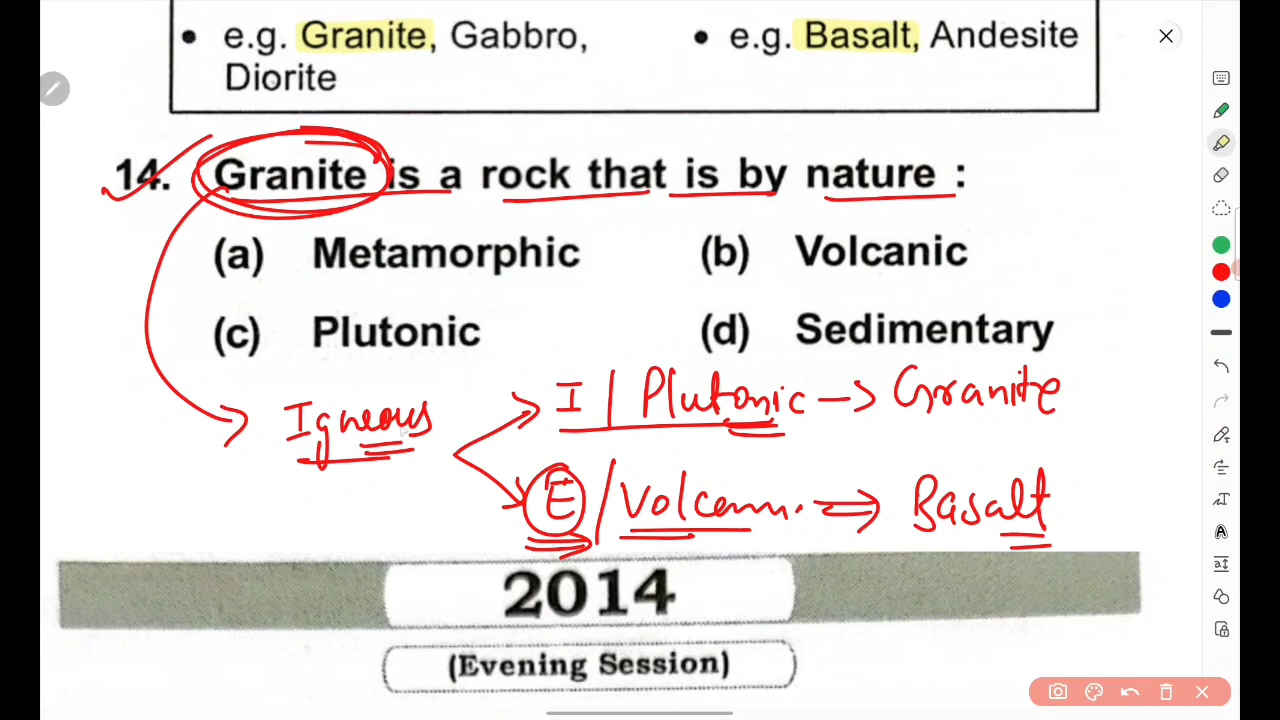 • e.g. Granite, Gabbro,
Diorite
• e.g. Basalt, Andesite
14. Granite is a rock that is by nature :
(a) Metamorphic
(b) Volcanic
(c) Plutonic
(d) Sedimentary
Igneous
I | Plutonic → Granite
E / Volcann. ⇒ Basalt
2014
(Evening Session)